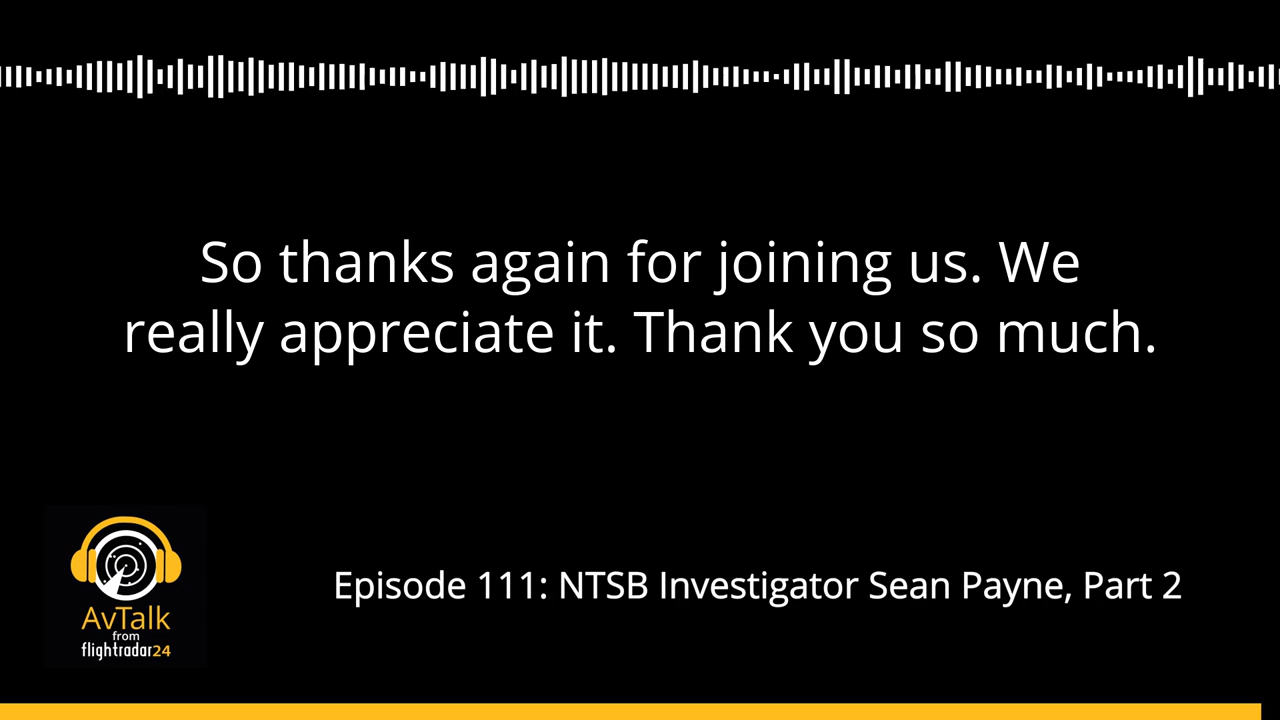 So thanks again for joining us. We
really appreciate it. Thank you so much.
Episode 111: NTSB Investigator Sean Payne, Part 2
AvTalk
from
flightradar24